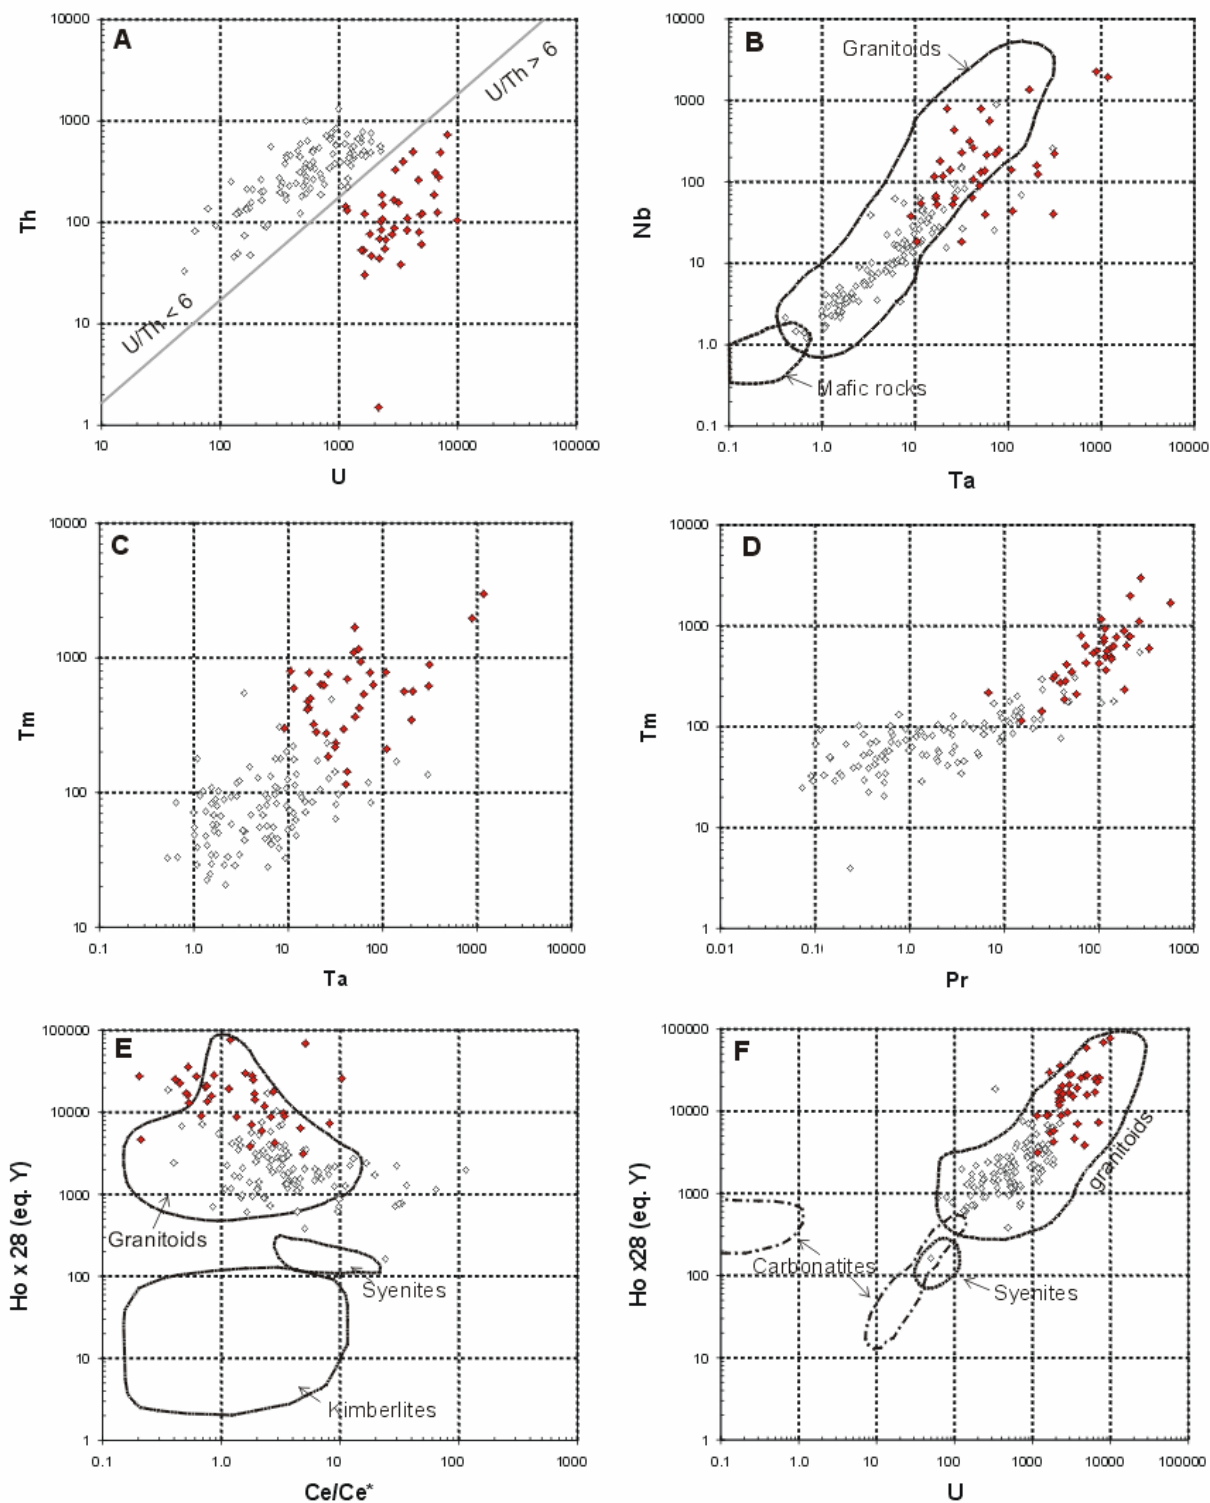 A
10000
1000
100
10
1
Th
U/Th > 6
U/Th < 6
10
100
1000
10000
100000
U
B
10000
1000
100
10
1.0
0.1
Nb
Granitoids
Mafic rocks
0.1
1.0
10
100
1000
10000
Ta
C
10000
1000
100
10
Tm
0.1
1.0
10
100
1000
10000
Ta
D
10000
1000
100
10
1
Tm
0.01
0.1
1.0
10
100
1000
Pr
E
100000
10000
1000
100
10
1
Ho x 28 (eq. Y)
Granitoids
Syenites
Kimberlites
0.1
1.0
10
100
1000
Ce/Ce*
F
100000
10000
1000
100
10
1
Ho x28 (eq. Y)
granitoids
Carbonatites
Syenites
0.1
1.0
10
100
1000
10000
100000
U